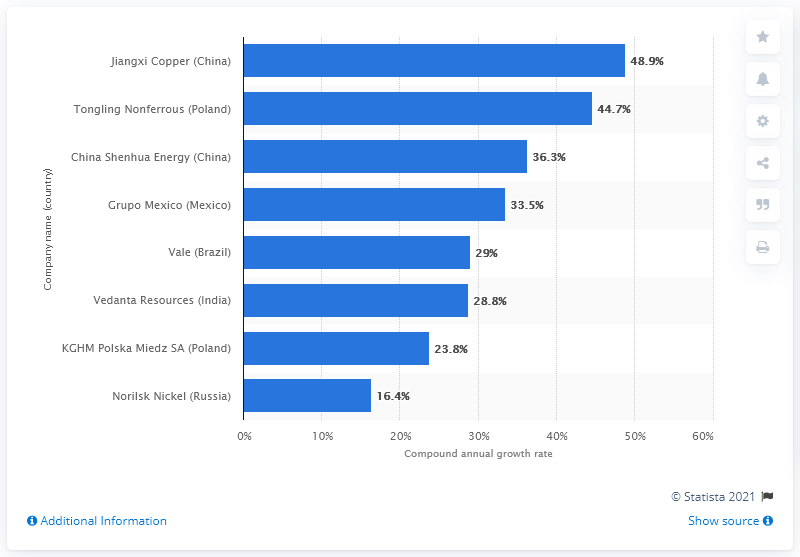 Jiangxi Copper (China) 48.9%
Tongling Nonferrous (Poland) 44.7%
China Shenhua Energy (China) 36.3%
Grupo Mexico (Mexico) 33.5%
Vale (Brazil) 29%
Vedanta Resources (India) 28.8%
KGHM Polska Miedz SA (Poland) 23.8%
Norilsk Nickel (Russia) 16.4%
Company name (country)
0% 10% 20% 30% 40% 50% 60%
Compound annual growth rate
© Statista 2021
Additional Information
Show source